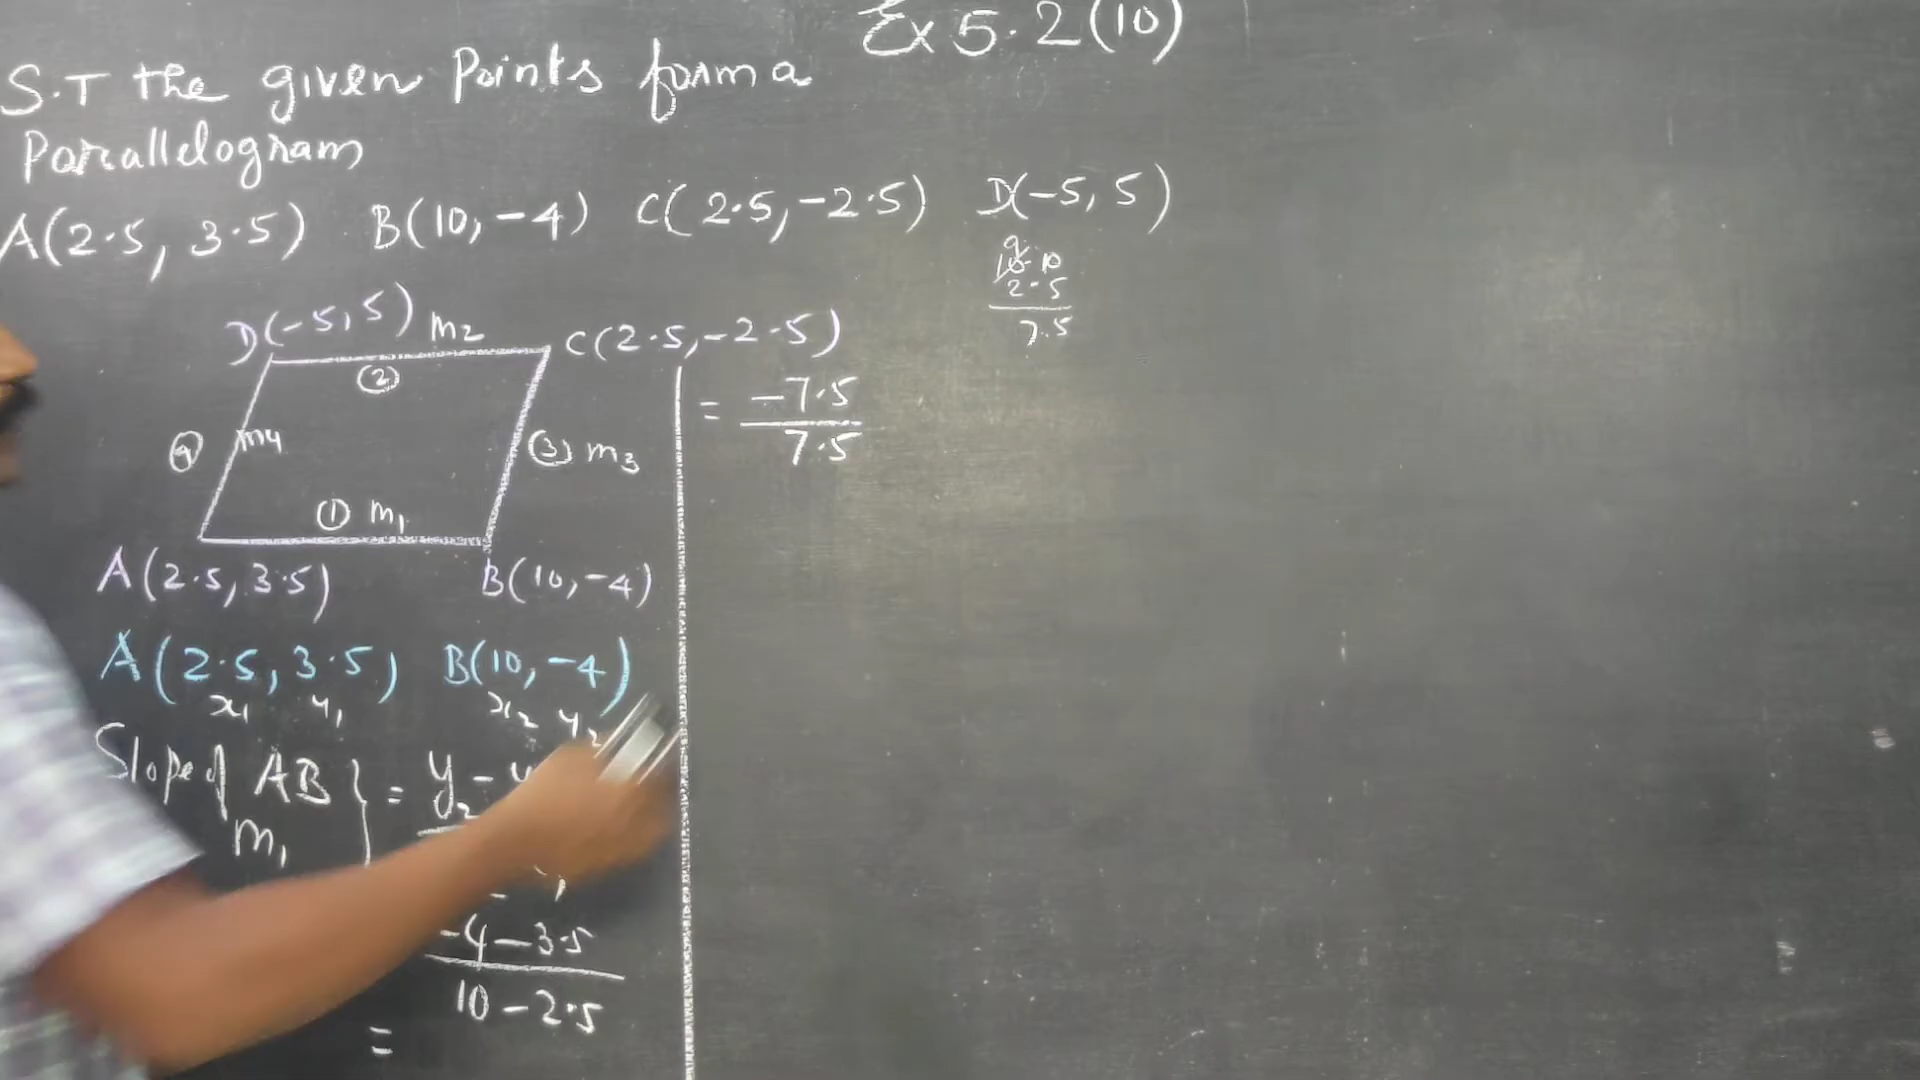 Ex 5.2(10)
S.T the given Points form a
Parallelogram
A(2.5, 3.5) B(10, -4) C(2.5, -2.5) D(-5, 5)
10.10
2.5
7.5
D(-5, 5) m2 C(2.5, -2.5)
②
④ m4 ③ m3
① m1
A(2.5, 3.5) B(10, -4)
A(2.5, 3.5) B(10, -4)
x1 y1 x2 y2
Slope of AB } = y2 - y
m1
-4 - 3.5
10 - 2.5
=
= -7.5
7.5